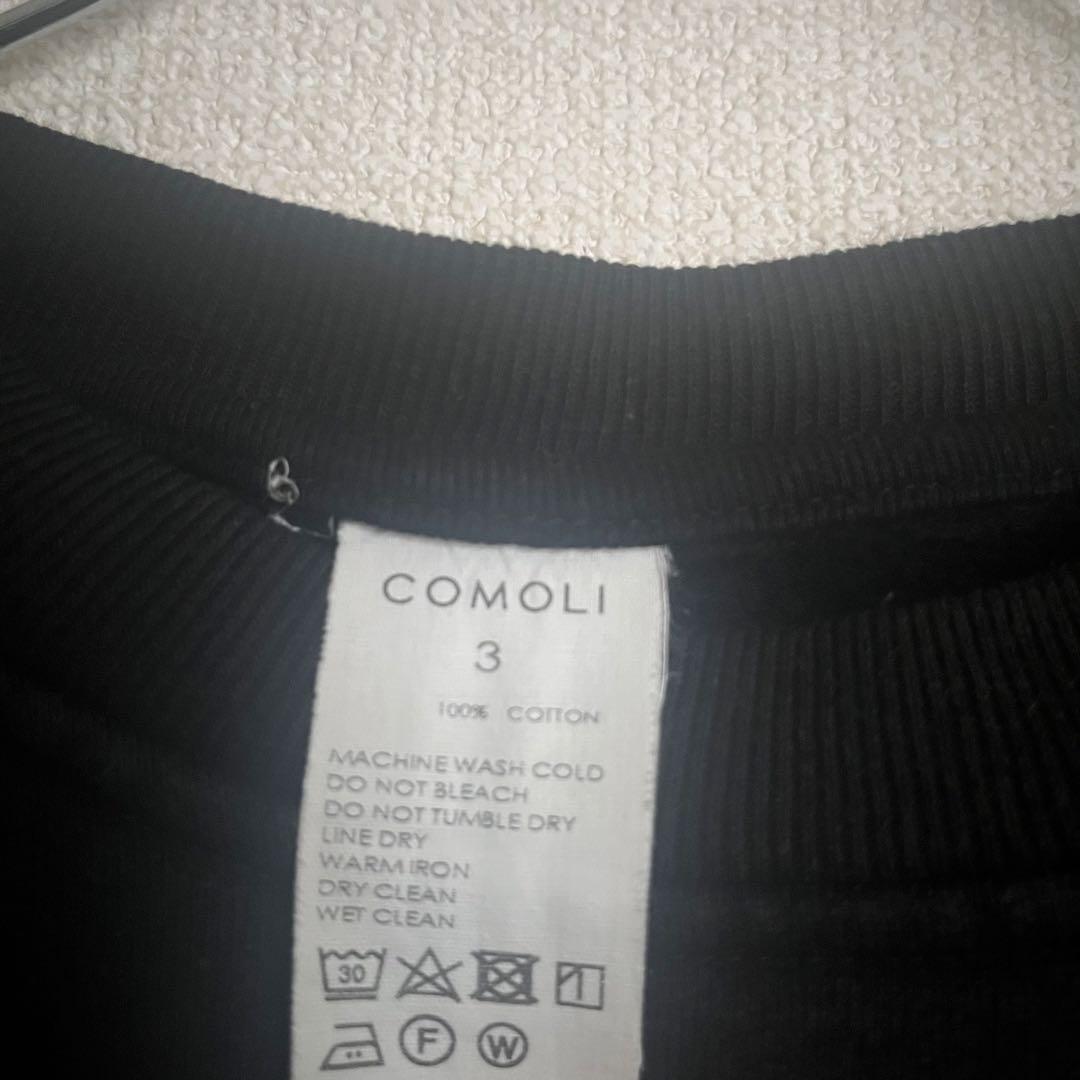 COMOLI
3
100% COTTON
MACHINE WASH COLD
DO NOT BLEACH
DO NOT TUMBLE DRY
LINE DRY
WARM IRON
DRY CLEAN
WET CLEAN
30
F W